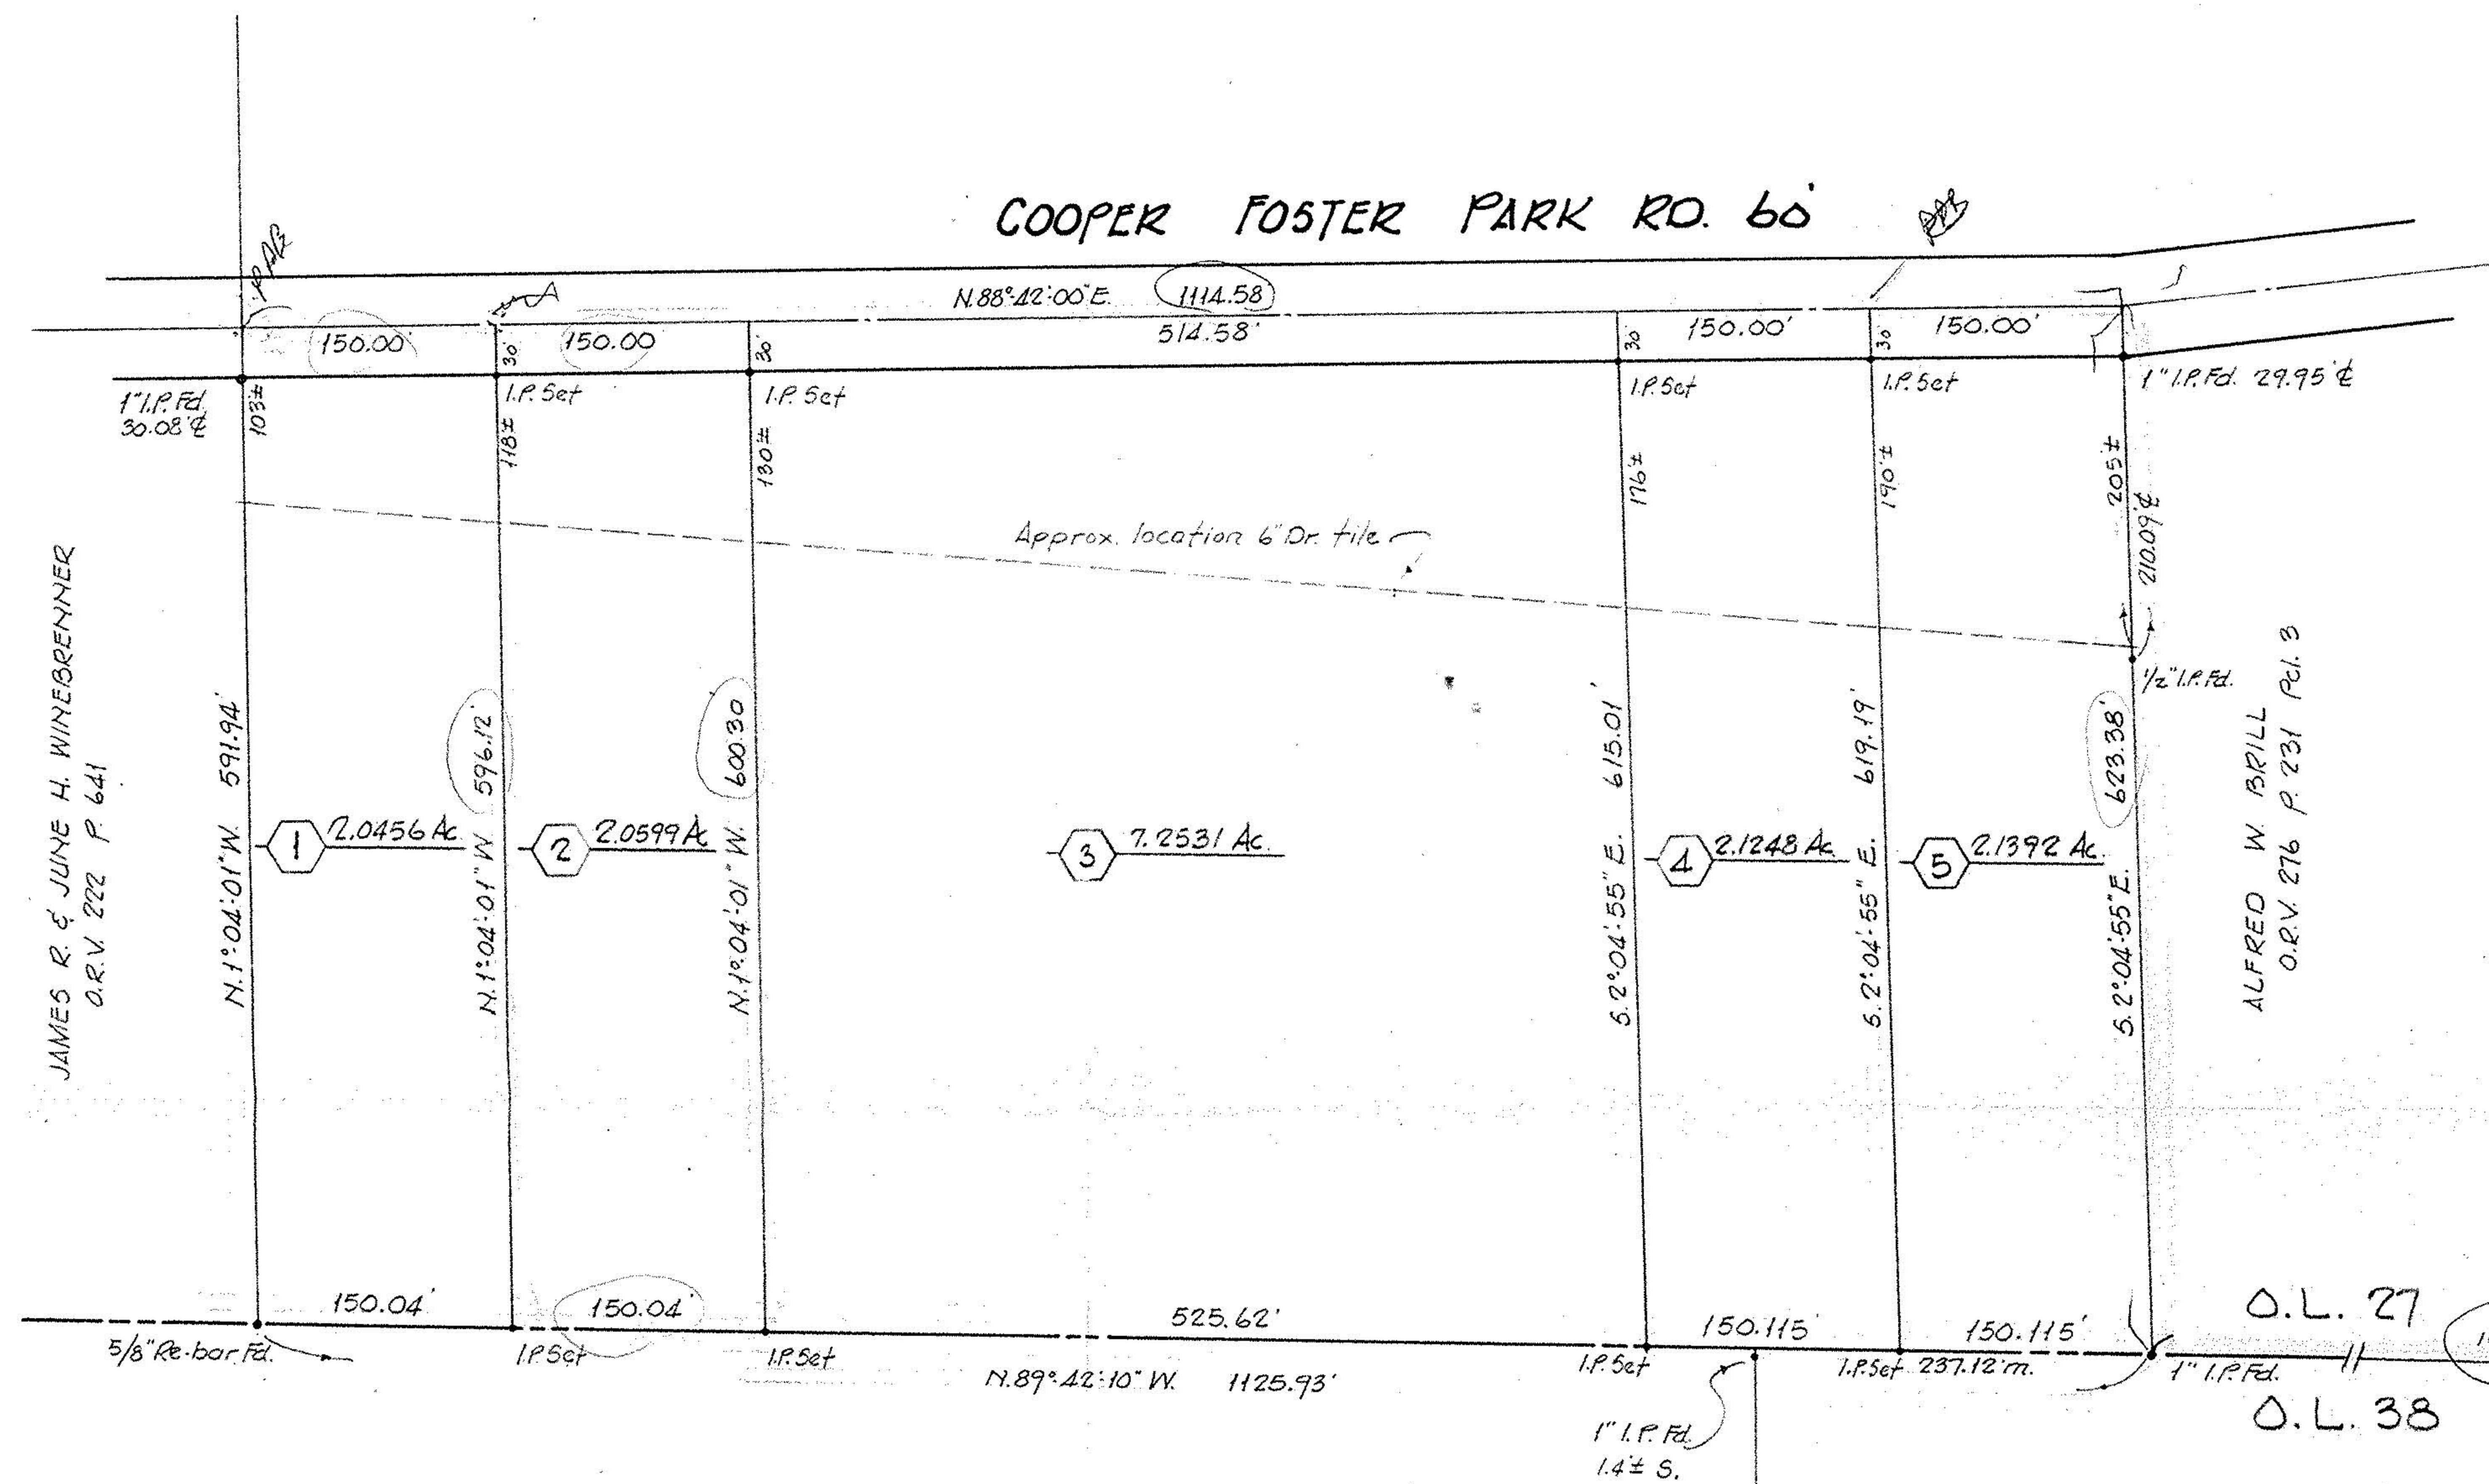 COOPER FOSTER PARK RD. 60'
N.88°-42'-00"E. 1114.58
150.00'
150.00
514.58'
150.00'
150.00'
30'
30'
30'
30'
1" I.P. Fd.
30.08' ℄
I.P. Set
I.P. Set
I.P. Set
I.P. Set
1" I.P. Fd. 29.95' ℄
103'±
118'±
130'±
176'±
190'±
205'±
210.09' ℄
Approx. location 6" Dr. tile
1/2" I.P. Fd.
JAMES R. & JUNE H. WINEBRENNER
O.R.V. 222 P. 641
N.1°-04'-01"W. 591.94'
N.1°-04'-01"W 596.12'
N.1°-04'-01" W. 600.30
S.2°-04'-55" E. 615.01'
S.2°-04'-55" E. 619.19'
S.2°-04'-55" E. 623.38'
ALFRED W. BRILL
O.R.V. 276 P. 231 Pcl. 3
1 2.0456 Ac.
2 2.0599 Ac
3 7.2531 Ac.
4 2.1248 Ac.
5 2.1392 Ac.
150.04'
150.04'
525.62'
150.115'
150.115'
O.L. 27
5/8" Re-bar Fd.
I.P. Set
I.P. Set
N.89°-42'-10" W. 1125.93'
I.P. Set
I.P. Set 237.12' m.
1" I.P. Fd.
O.L. 38
1" I.P. Fd.
1.4'± S.